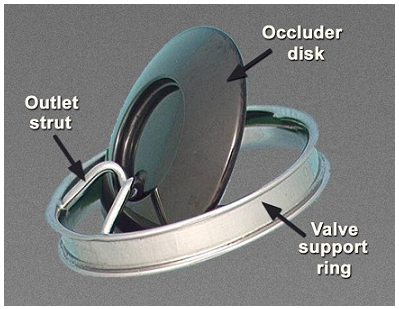 Occluder
disk
Outlet
strut
Valve
support
ring